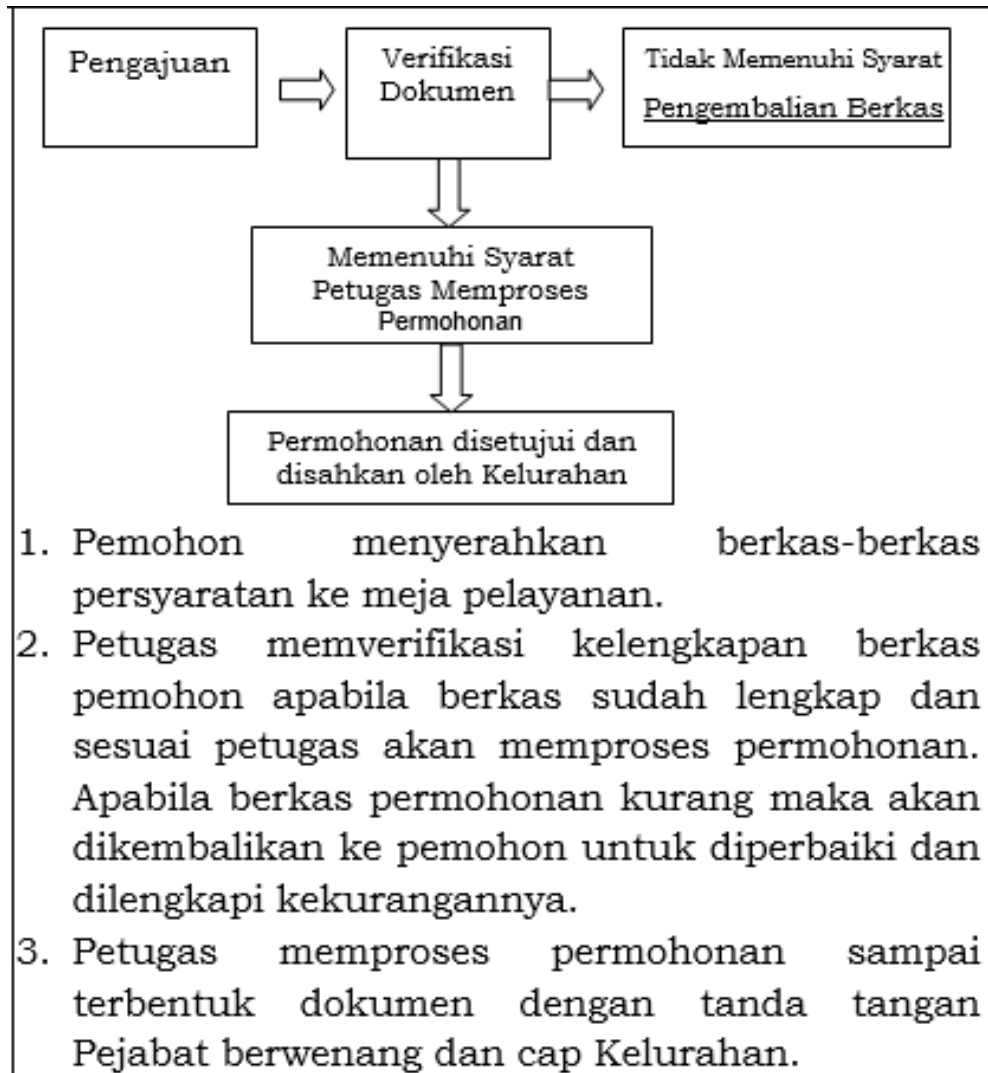 Pengajuan
Verifikasi
Dokumen
Tidak Memenuhi Syarat
Pengembalian Berkas
Memenuhi Syarat
Petugas Memproses
Permohonan
Permohonan disetujui dan
disahkan oleh Kelurahan
1. Pemohon menyerahkan berkas-berkas
persyaratan ke meja pelayanan.
2. Petugas memverifikasi kelengkapan berkas
pemohon apabila berkas sudah lengkap dan
sesuai petugas akan memproses permohonan.
Apabila berkas permohonan kurang maka akan
dikembalikan ke pemohon untuk diperbaiki dan
dilengkapi kekurangannya.
3. Petugas memproses permohonan sampai
terbentuk dokumen dengan tanda tangan
Pejabat berwenang dan cap Kelurahan.